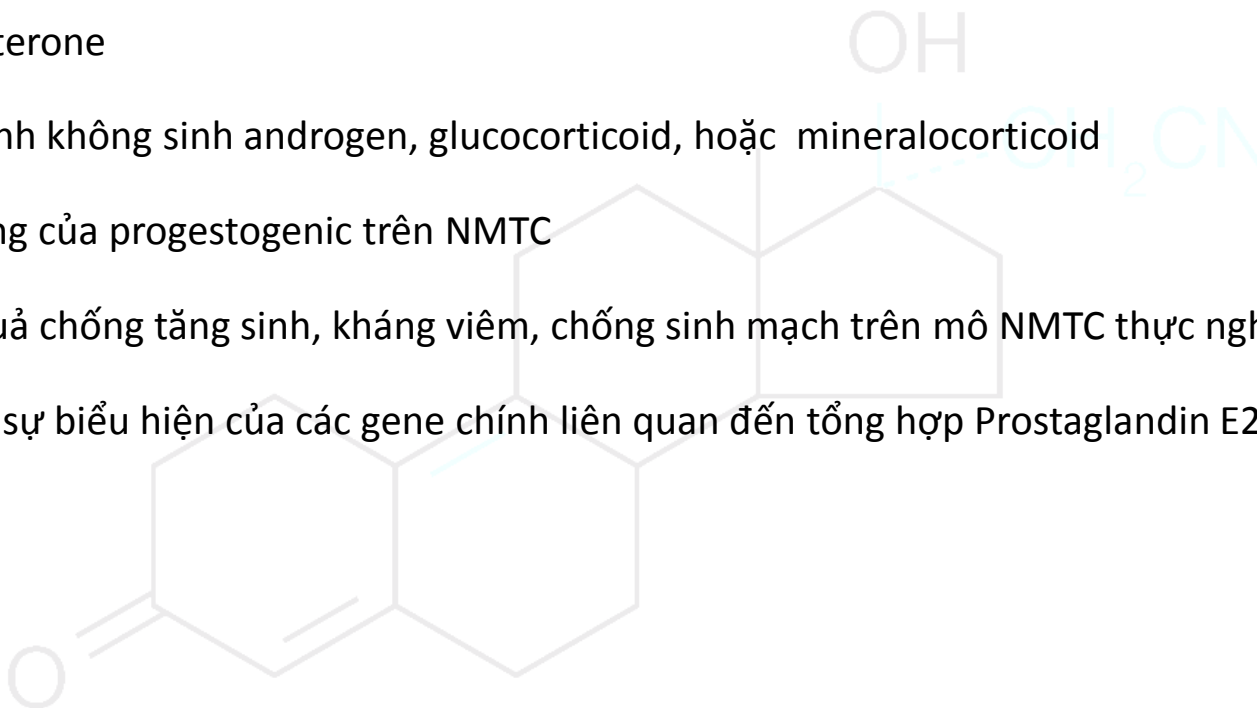 terone
OH
nh không sinh androgen, glucocorticoid, hoặc mineralocorticoid
CH2CN
ng của progestogenic trên NMTC
uả chống tăng sinh, kháng viêm, chống sinh mạch trên mô NMTC thực ngh
sự biểu hiện của các gene chính liên quan đến tổng hợp Prostaglandin E2
O